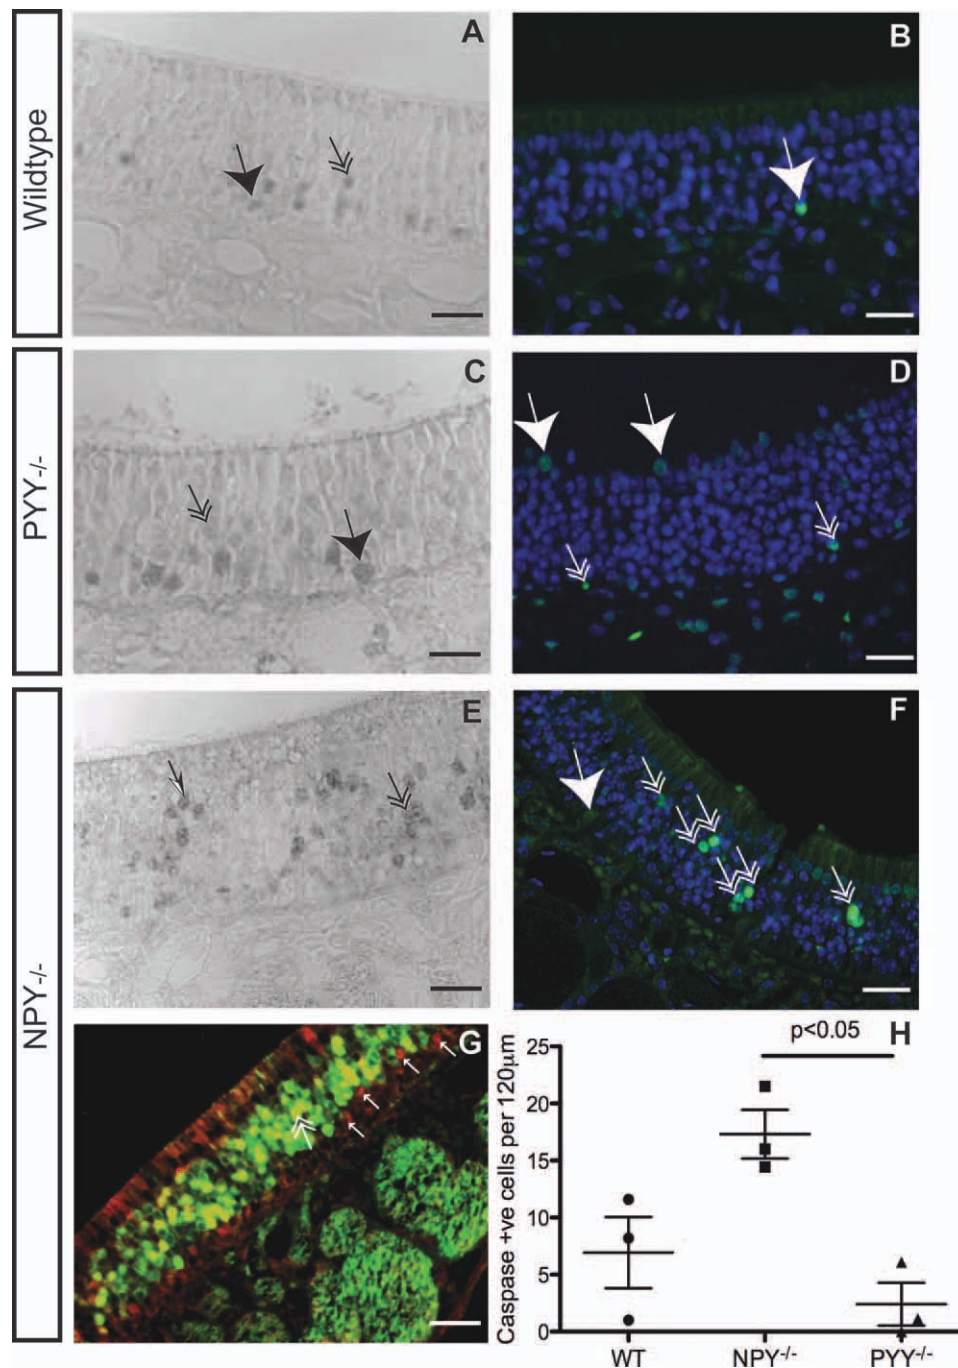 Wildtype
A
B
PYY-/-
C
D
NPY-/-
E
F
G
H
p<0.05
Caspase +ve cells per 120μm
25
20
15
10
5
0
WT
NPY-/-
PYY-/-